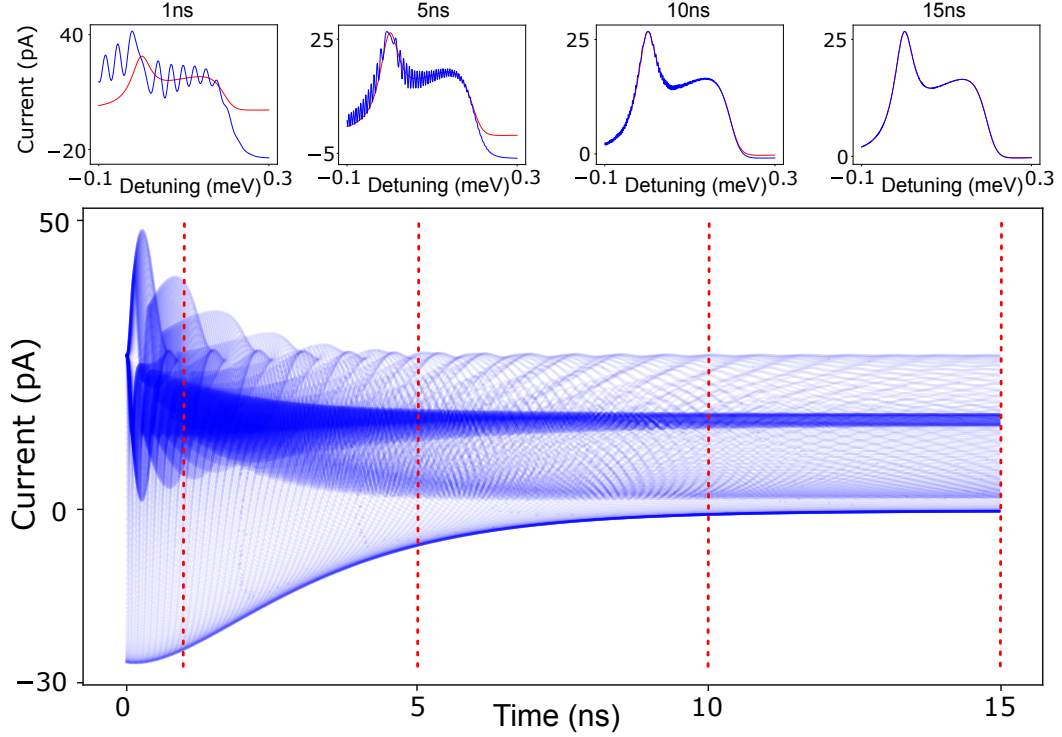 1ns
5ns
10ns
15ns
Current (pA)
40
−20
−0.1
0.3
Detuning (meV)
25
−5
−0.1
0.3
Detuning (meV)
25
0
−0.1
0.3
Detuning (meV)
25
0
−0.1
0.3
Detuning (meV)
Current (pA)
50
0
−30
0
5
10
15
Time (ns)